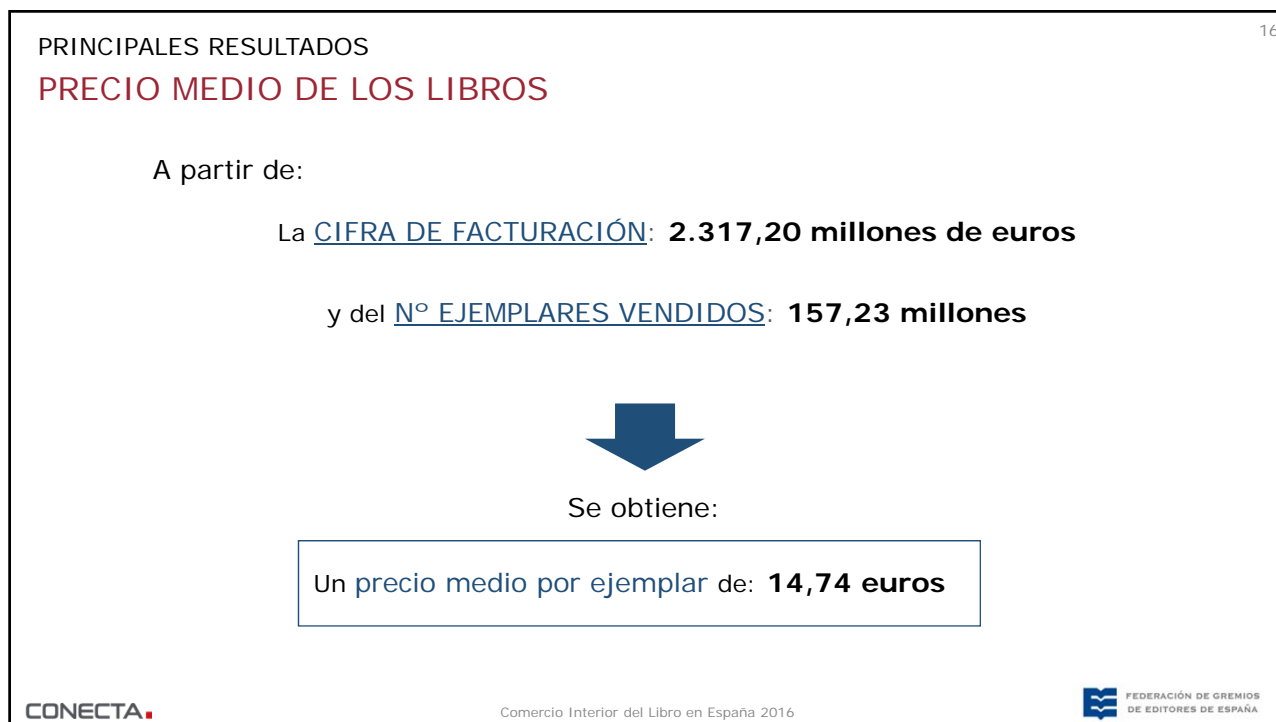 16
PRINCIPALES RESULTADOS
PRECIO MEDIO DE LOS LIBROS
A partir de:
La CIFRA DE FACTURACIÓN: 2.317,20 millones de euros
y del Nº EJEMPLARES VENDIDOS: 157,23 millones
Se obtiene:
Un precio medio por ejemplar de: 14,74 euros
CONECTA.
Comercio Interior del Libro en España 2016
FEDERACIÓN DE GREMIOS
DE EDITORES DE ESPAÑA